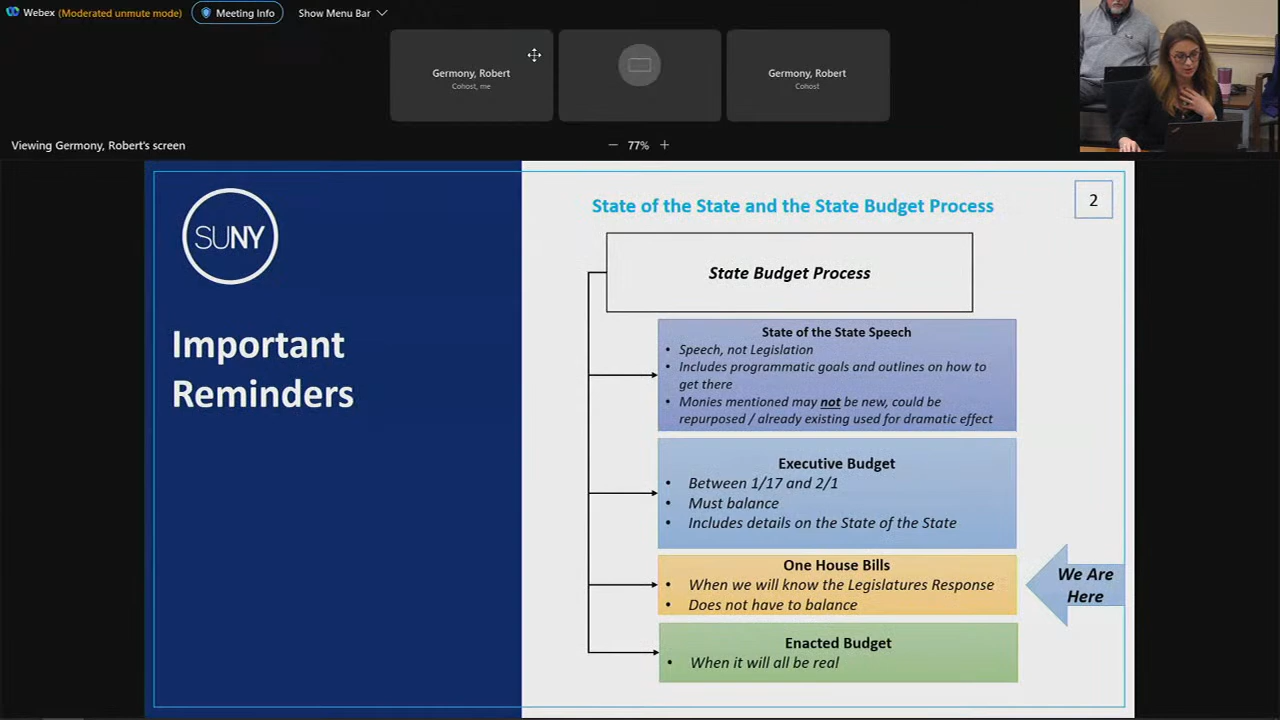 Webex (Moderated unmute mode) Meeting Info Show Menu Bar
Germony, Robert
Cohost, me
Germony, Robert
Cohost
Viewing Germony, Robert's screen
77%
SUNY
Important
Reminders
State of the State and the State Budget Process
2
State Budget Process
State of the State Speech
• Speech, not Legislation
• Includes programmatic goals and outlines on how to
get there
• Monies mentioned may not be new, could be
repurposed / already existing used for dramatic effect
Executive Budget
• Between 1/17 and 2/1
• Must balance
• Includes details on the State of the State
One House Bills
• When we will know the Legislatures Response
• Does not have to balance
We Are
Here
Enacted Budget
• When it will all be real